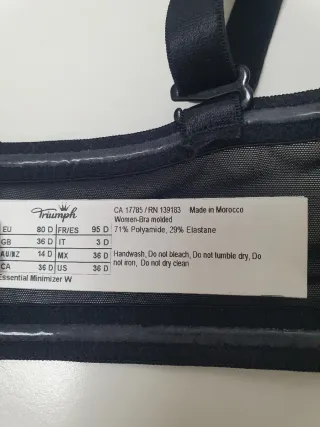 Triumph
EU 80 D FR/ES 95 D
GB 36 D IT 3 D
AU/NZ 14 D MX 36 D
CA 36 D US 36 D
Essential Minimizer W
CA 17785 / RN 139183 Made in Morocco
Women-Bra molded
71% Polyamide, 29% Elastane
Handwash, Do not bleach, Do not tumble dry, Do
not iron, Do not dry clean